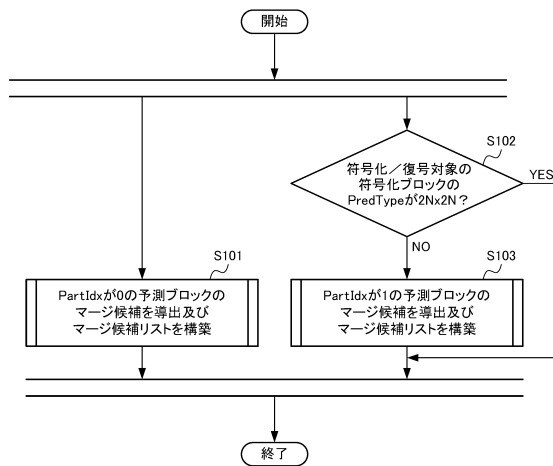 開始
S102
符号化／復号対象の
符号化ブロックの
PredTypeが2Nx2N？
YES
NO
S101
PartIdxが0の予測ブロックの
マージ候補を導出及び
マージ候補リストを構築
S103
PartIdxが1の予測ブロックの
マージ候補を導出及び
マージ候補リストを構築
終了